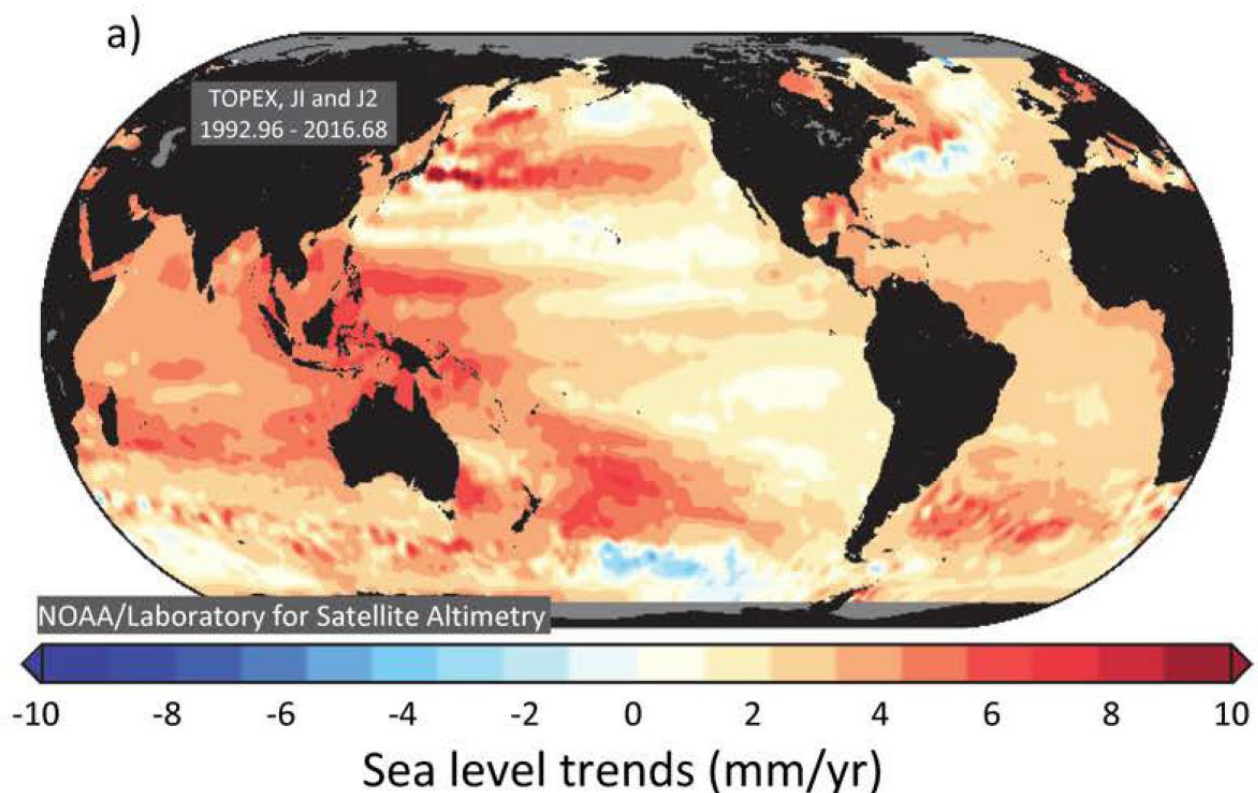 a)
TOPEX, JI and J2
1992.96 - 2016.68
NOAA/Laboratory for Satellite Altimetry
-10 -8 -6 -4 -2 0 2 4 6 8 10
Sea level trends (mm/yr)